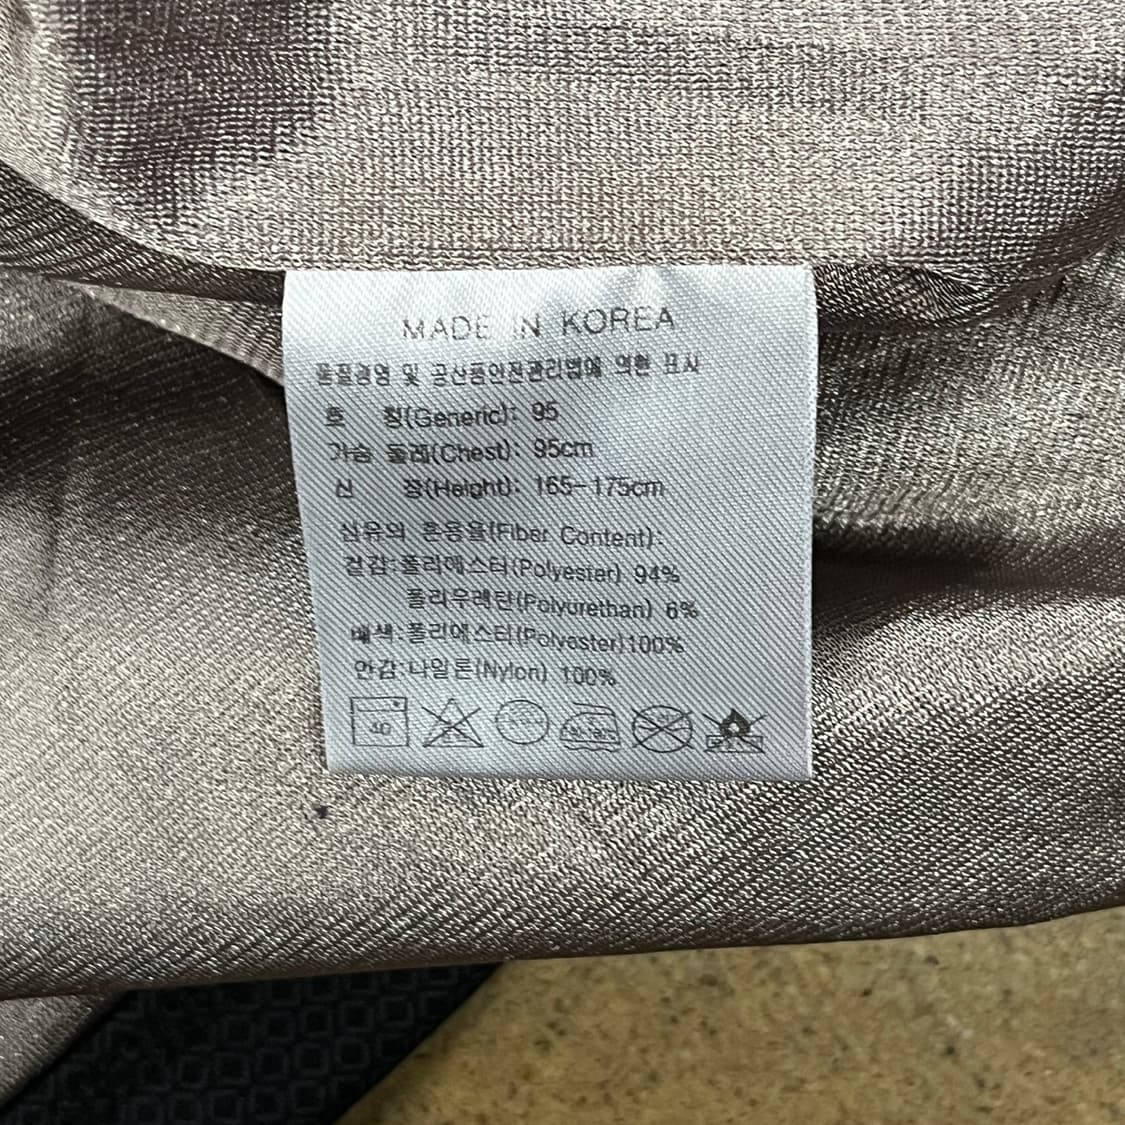 MADE IN KOREA
품질경영 및 공산품안전관리법에 의한 표시
호 칭(Generic): 95
가슴 둘레(Chest): 95cm
신 장(Height): 165-175cm
섬유의 혼용율(Fiber Content):
겉감:폴리에스터(Polyester) 94%
폴리우레탄(Polyurethan) 6%
배색:폴리에스터(Polyester)100%
안감:나일론(Nylon) 100%
40